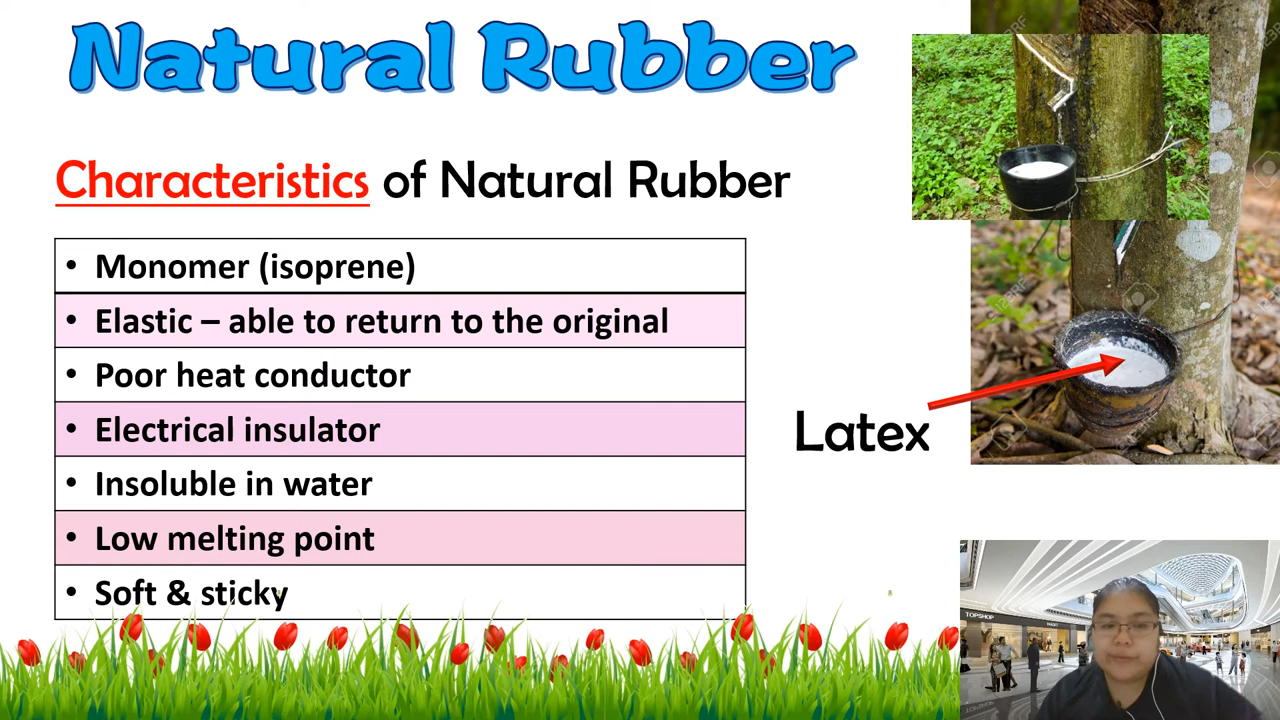 Natural Rubber
Characteristics of Natural Rubber
• Monomer (isoprene)
• Elastic – able to return to the original
• Poor heat conductor
• Electrical insulator
• Insoluble in water
• Low melting point
• Soft & sticky
Latex
TOPSHOP